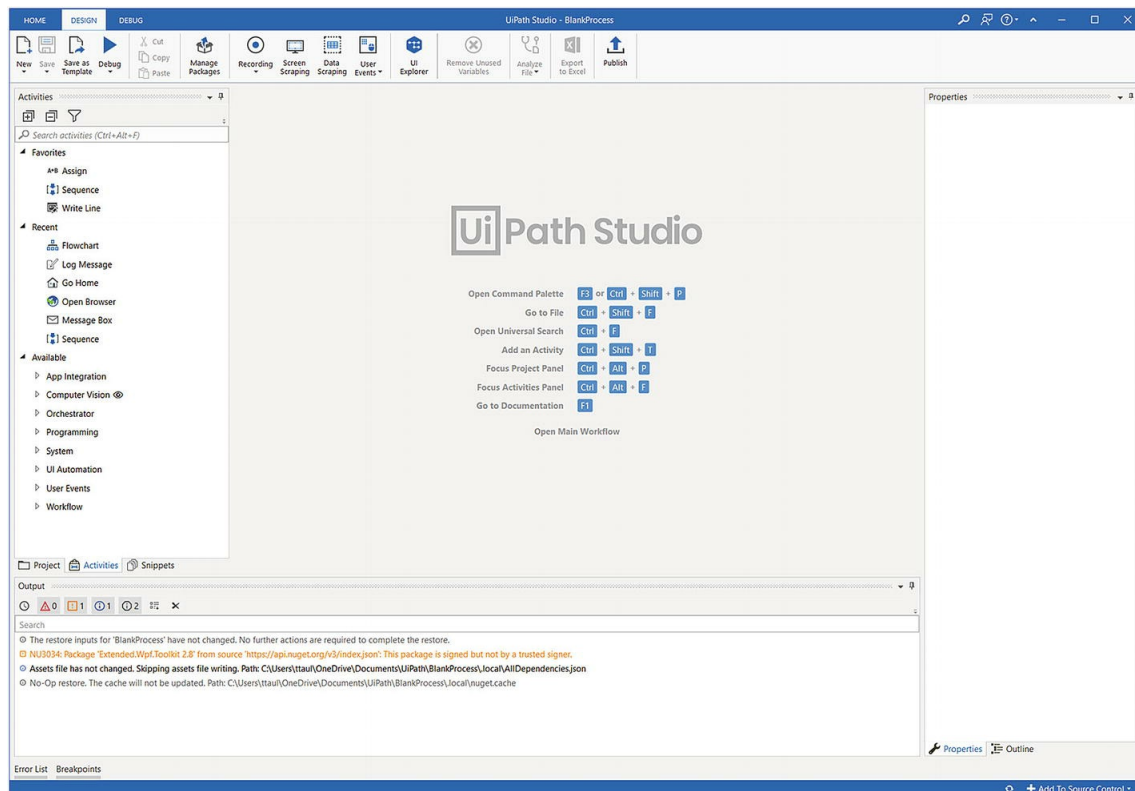 HOME DESIGN DEBUG UiPath Studio - BlankProcess
New Save Save as Template Debug Cut Copy Paste Manage Packages Recording Screen Scraping Data Scraping User Events UI Explorer Remove Unused Variables Analyze File Export to Excel Publish
Activities
Search activities (Ctrl+Alt+F)
Favorites
A*B Assign
Sequence
Write Line
Recent
Flowchart
Log Message
Go Home
Open Browser
Message Box
Sequence
Available
App Integration
Computer Vision
Orchestrator
Programming
System
UI Automation
User Events
Workflow
Project Activities Snippets
UiPath Studio
Open Command Palette F3 or Ctrl + Shift + P
Go to File Ctrl + Shift + F
Open Universal Search Ctrl + F
Add an Activity Ctrl + Shift + T
Focus Project Panel Ctrl + Alt + P
Focus Activities Panel Ctrl + Alt + F
Go to Documentation F1
Open Main Workflow
Properties
Properties Outline
Output
0 1 1 2
Search
The restore inputs for 'BlankProcess' have not changed. No further actions are required to complete the restore.
NU3034: Package 'Extended.Wpf.Toolkit 2.8' from source 'https://api.nuget.org/v3/index.json': This package is signed but not by a trusted signer.
Assets file has not changed. Skipping assets file writing. Path: C:\Users\ttaul\OneDrive\Documents\UiPath\BlankProcess\.local\AllDependencies.json
No-Op restore. The cache will not be updated. Path: C:\Users\ttaul\OneDrive\Documents\UiPath\BlankProcess\.local\nuget.cache
Error List Breakpoints
Add To Source Control